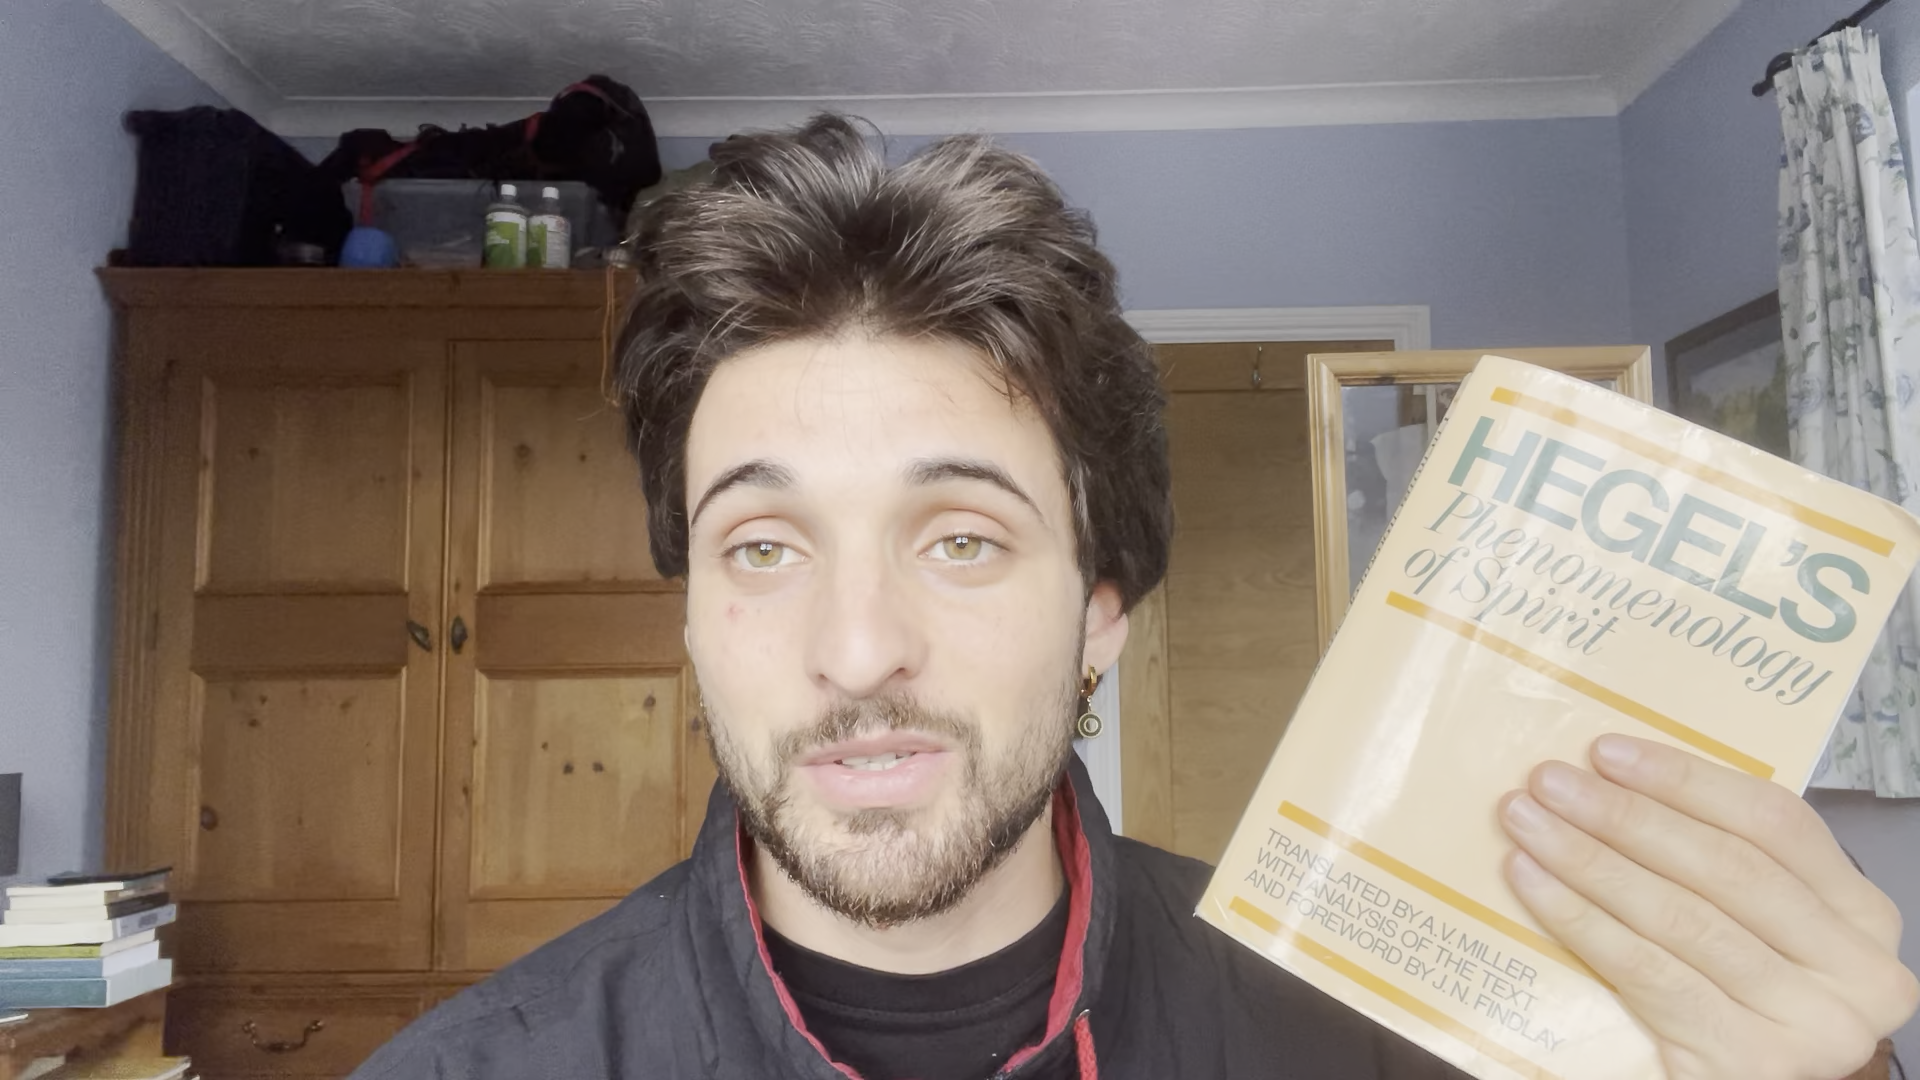 HEGEL'S
Phenomenology
of Spirit
TRANSLATED BY A.V. MILLER
WITH ANALYSIS OF THE TEXT
AND FOREWORD BY J. N. FINDLAY